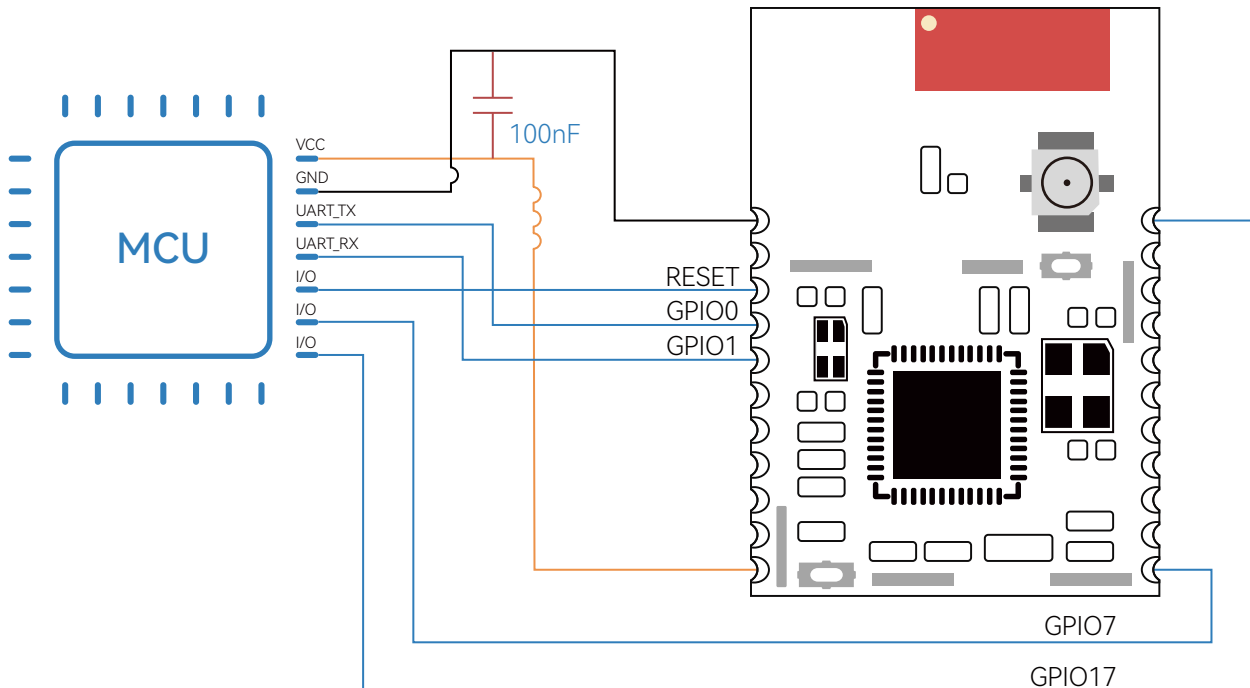 VCC
100nF
GND
UART_TX
MCU
UART_RX
I/O
RESET
I/O
GPIO0
I/O
GPIO1
GPIO7
GPIO17